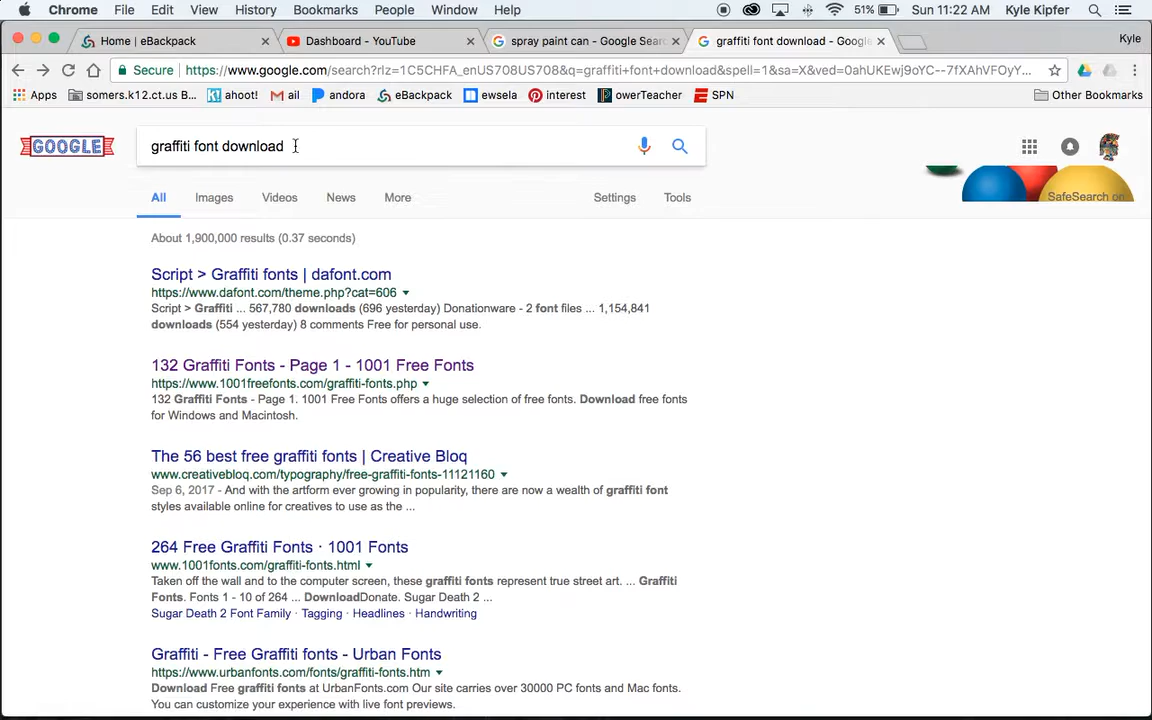 Chrome File Edit View History Bookmarks People Window Help 51% Sun 11:22 AM Kyle Kipfer
Home | eBackpack Dashboard - YouTube spray paint can - Google Sear graffiti font download - Google Kyle
Secure https://www.google.com/search?rlz=1C5CHFA_enUS708US708&q=graffiti+font+download&spell=1&sa=X&ved=0ahUKEwj9oYC--7fXAhVFOyY...
Apps somers.k12.ct.us B... ahoot! ail andora eBackpack ewsela interest owerTeacher SPN Other Bookmarks
GOOGLE graffiti font download
All Images Videos News More Settings Tools SafeSearch on
About 1,900,000 results (0.37 seconds)
Script > Graffiti fonts | dafont.com
https://www.dafont.com/theme.php?cat=606
Script > Graffiti ... 567,780 downloads (696 yesterday) Donationware - 2 font files ... 1,154,841
downloads (554 yesterday) 8 comments Free for personal use.
132 Graffiti Fonts - Page 1 - 1001 Free Fonts
https://www.1001freefonts.com/graffiti-fonts.php
132 Graffiti Fonts - Page 1. 1001 Free Fonts offers a huge selection of free fonts. Download free fonts
for Windows and Macintosh.
The 56 best free graffiti fonts | Creative Bloq
www.creativebloq.com/typography/free-graffiti-fonts-11121160
Sep 6, 2017 - And with the artform ever growing in popularity, there are now a wealth of graffiti font
styles available online for creatives to use as the ...
264 Free Graffiti Fonts · 1001 Fonts
www.1001fonts.com/graffiti-fonts.html
Taken off the wall and to the computer screen, these graffiti fonts represent true street art. ... Graffiti
Fonts. Fonts 1 - 10 of 264 ... DownloadDonate. Sugar Death 2 ...
Sugar Death 2 Font Family · Tagging · Headlines · Handwriting
Graffiti - Free Graffiti fonts - Urban Fonts
https://www.urbanfonts.com/fonts/graffiti-fonts.htm
Download Free graffiti fonts at UrbanFonts.com Our site carries over 30000 PC fonts and Mac fonts.
You can customize your experience with live font previews.